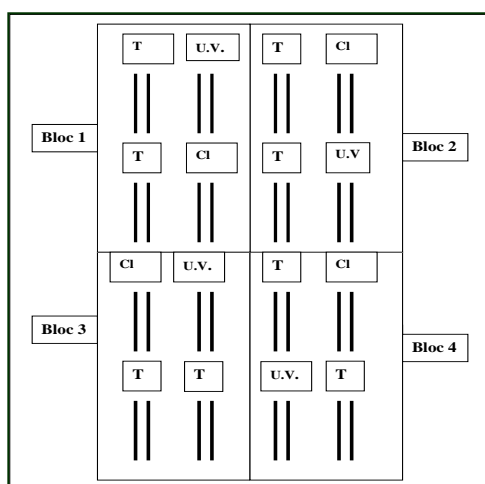 T U.V. T Cl
Bloc 1 Bloc 2
T Cl T U.V
Cl U.V. T Cl
Bloc 3 Bloc 4
T T U.V. T